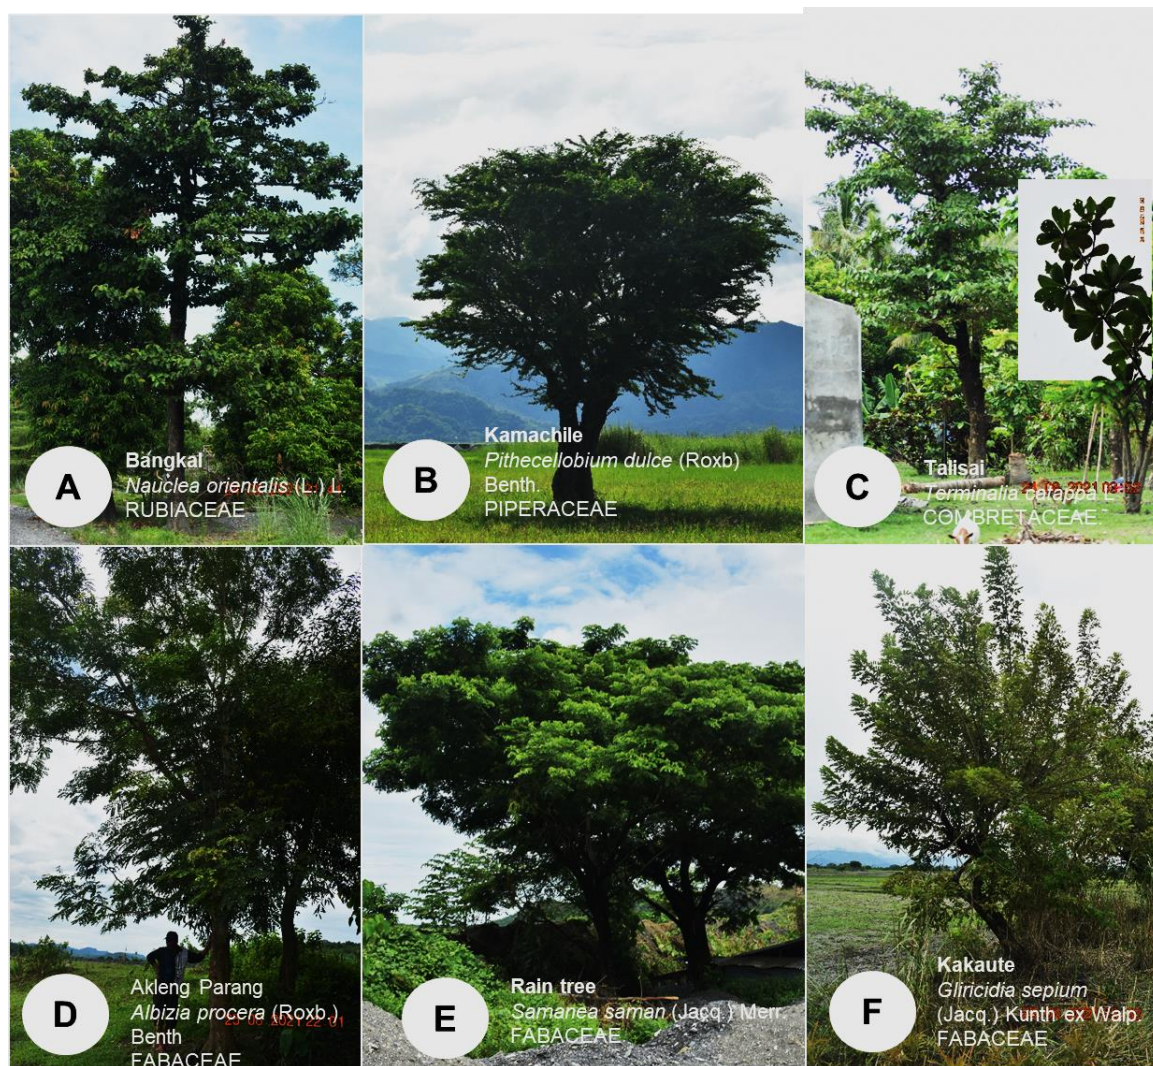 A
Bangkal
Nauclea orientalis (L.) L.
RUBIACEAE
B
Kamachile
Pithecellobium dulce (Roxb)
Benth.
PIPERACEAE
C
Talisai
Terminalia catappa L
COMBRETACEAE.
D
Akleng Parang
Albizia procera (Roxb.)
Benth
FABACEAE
E
Rain tree
Samanea saman (Jacq.) Merr.
FABACEAE
F
Kakaute
Gliricidia sepium
(Jacq.) Kunth ex Walp.
FABACEAE